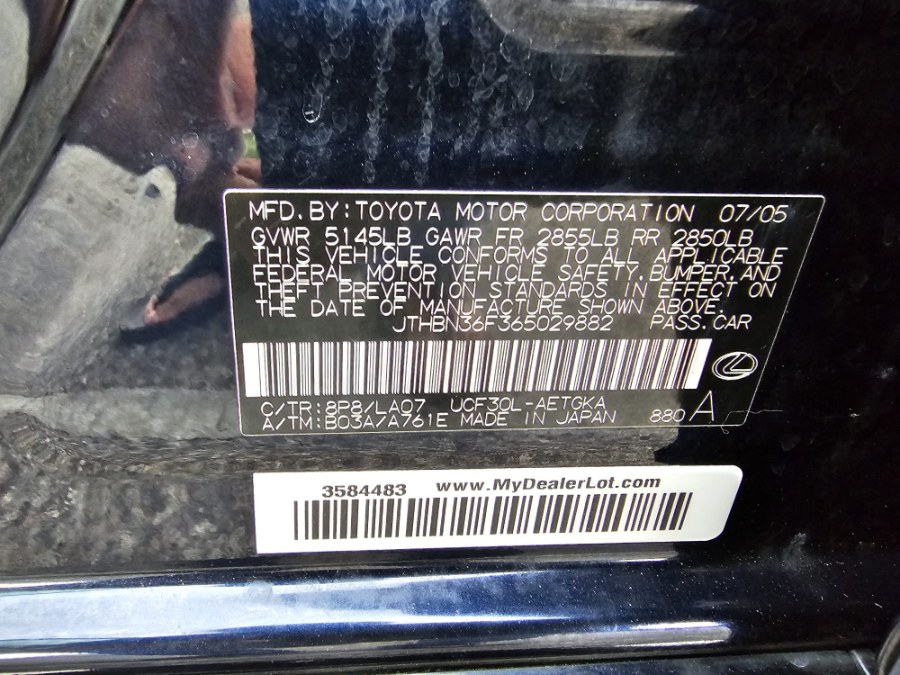 MFD. BY: TOYOTA MOTOR CORPORATION 07/05
GVWR 5145LB GAWR FR 2855LB RR 2850LB
THIS VEHICLE CONFORMS TO ALL APPLICABLE
FEDERAL MOTOR VEHICLE SAFETY, BUMPER, AND
THEFT PREVENTION STANDARDS IN EFFECT ON
THE DATE OF MANUFACTURE SHOWN ABOVE.
JTHBN36F365029882 PASS. CAR
C/TR: 8P8/LA07 UCF30L-AETGKA
A/TM: B03A/A761E MADE IN JAPAN 880 A
3584483 www.MyDealerLot.com